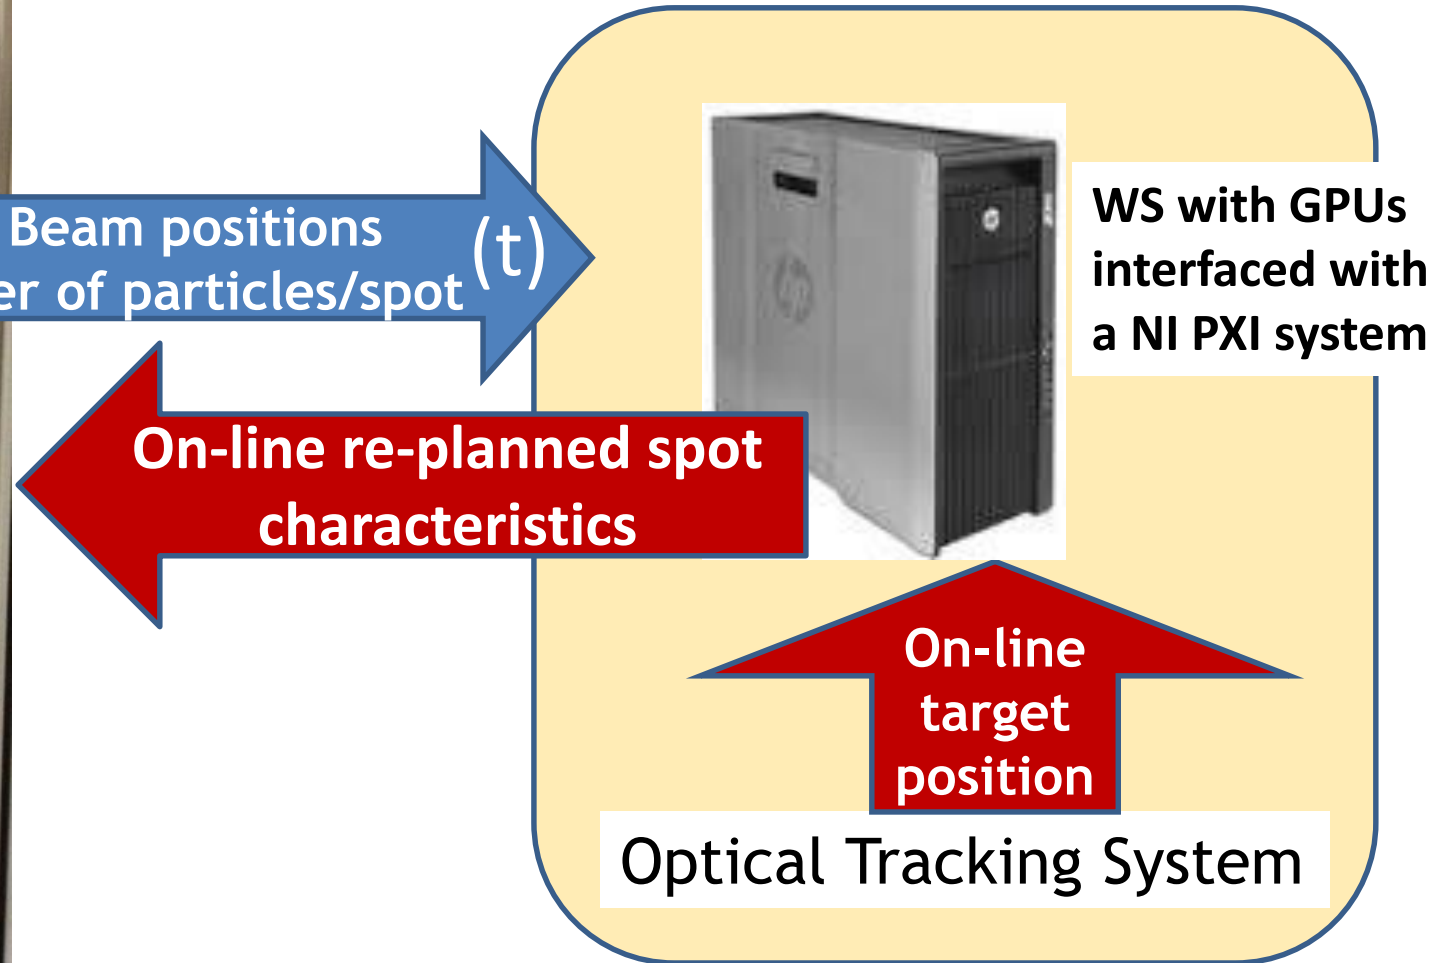 Beam positions
of particles/spot
(t)
WS with GPUs
interfaced with
a NI PXI system
On-line re-planned spot
characteristics
On-line
target
position
Optical Tracking System